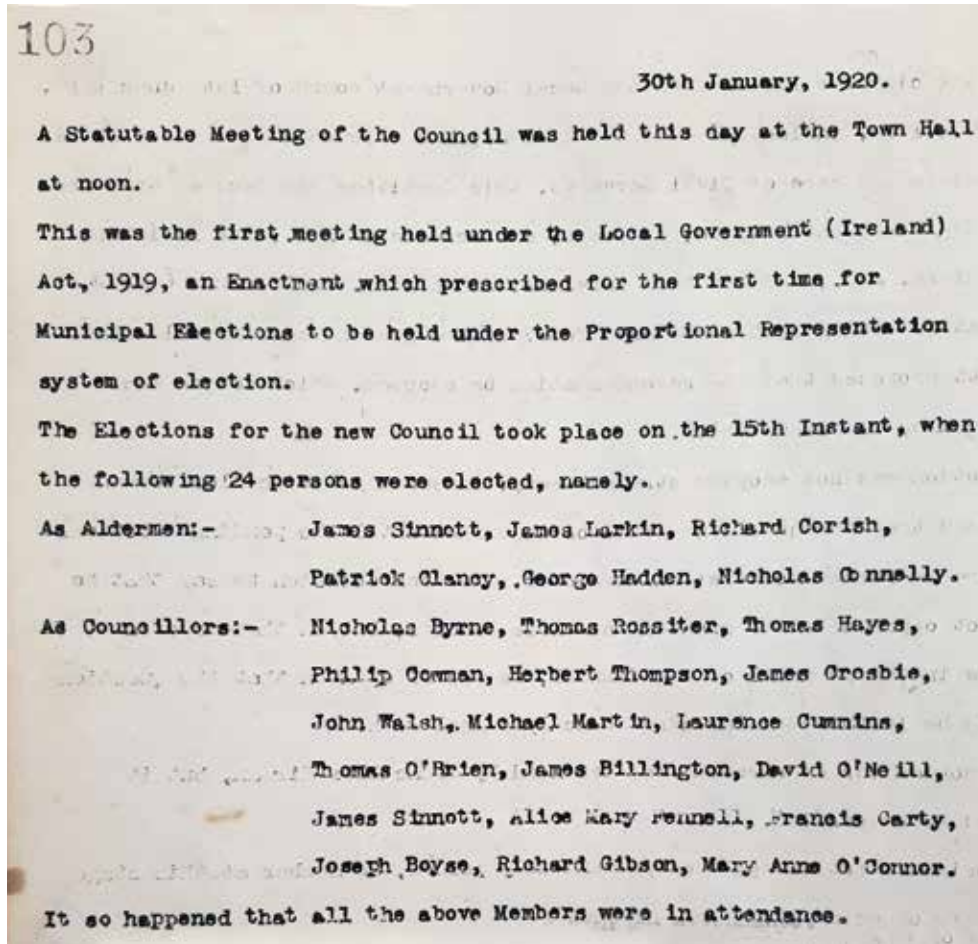 103
30th January, 1920.
A Statutable Meeting of the Council was held this day at the Town Hall
at noon.
This was the first meeting held under the Local Government (Ireland)
Act, 1919, an Enactment which prescribed for the first time for
Municipal Elections to be held under the Proportional Representation
system of election.
The Elections for the new Council took place on the 15th Instant, when
the following 24 persons were elected, namely.
As Aldermen:- James Sinnott, James Larkin, Richard Corish,
Patrick Clancy, George Hadden, Nicholas Connelly.
As Councillors:- Nicholas Byrne, Thomas Rossiter, Thomas Hayes,
Philip Cowman, Herbert Thompson, James Crosbie,
John Walsh, Michael Martin, Laurence Cummins,
Thomas O'Brien, James Billington, David O'Neill,
James Sinnott, Alice Mary Pennell, Francis Carty,
Joseph Boyse, Richard Gibson, Mary Anne O'Connor.
It so happened that all the above Members were in attendance.